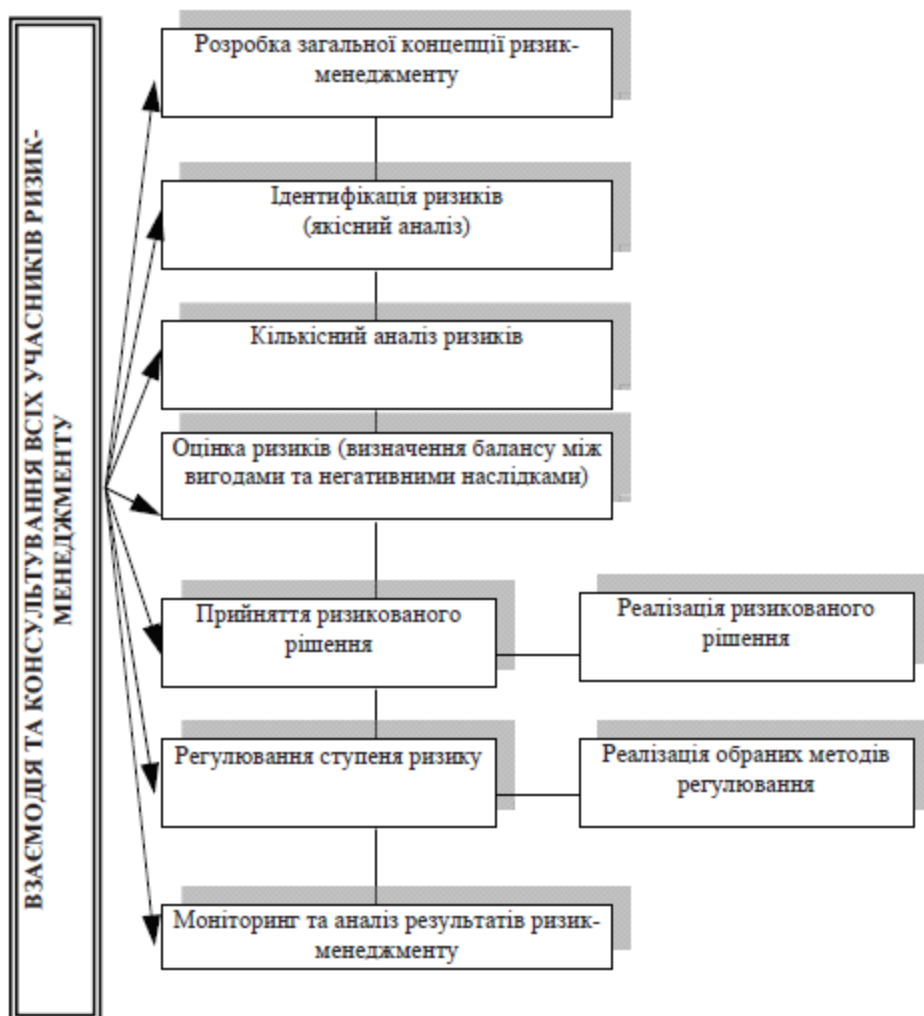 ВЗАЄМОДІЯ ТА КОНСУЛЬТУВАННЯ ВСІХ УЧАСНИКІВ РИЗИК-
МЕНЕДЖМЕНТУ
Розробка загальної концепції ризик-
менеджменту
Ідентифікація ризиків
(якісний аналіз)
Кількісний аналіз ризиків
Оцінка ризиків (визначення балансу між
вигодами та негативними наслідками)
Прийняття ризикованого
рішення
Реалізація ризикованого
рішення
Регулювання ступеня ризику
Реалізація обраних методів
регулювання
Моніторинг та аналіз результатів ризик-
менеджменту